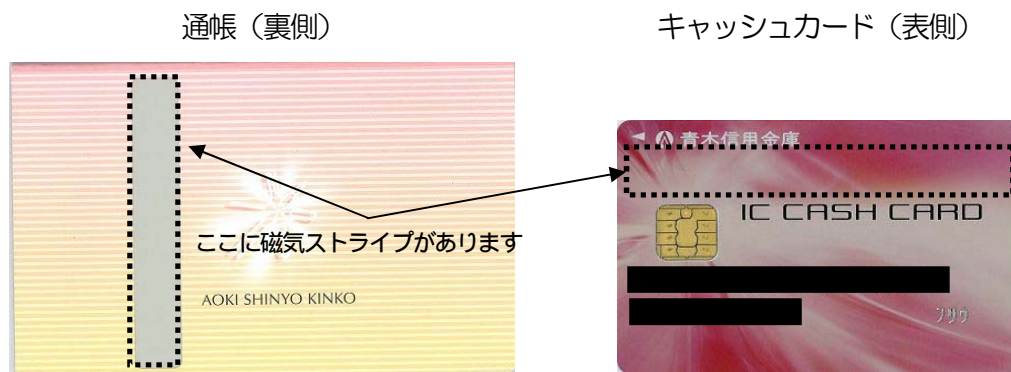 通帳（裏側）
キャッシュカード（表側）
青木信用金庫
IC CASH CARD
ここに磁気ストライプがあります
AOKI SHINYO KINKO